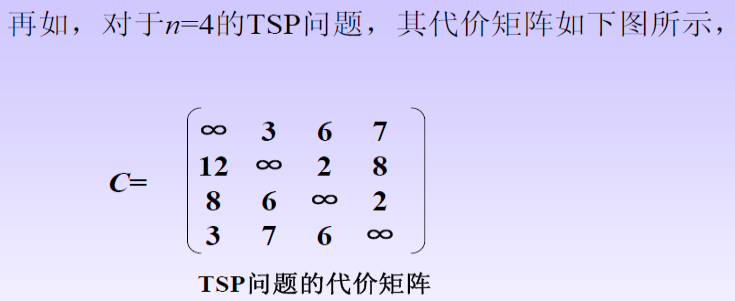 再如，对于n=4的TSP问题，其代价矩阵如下图所示，
∞ 3 6 7
12 ∞ 2 8
C=
8 6 ∞ 2
3 7 6 ∞
TSP问题的代价矩阵